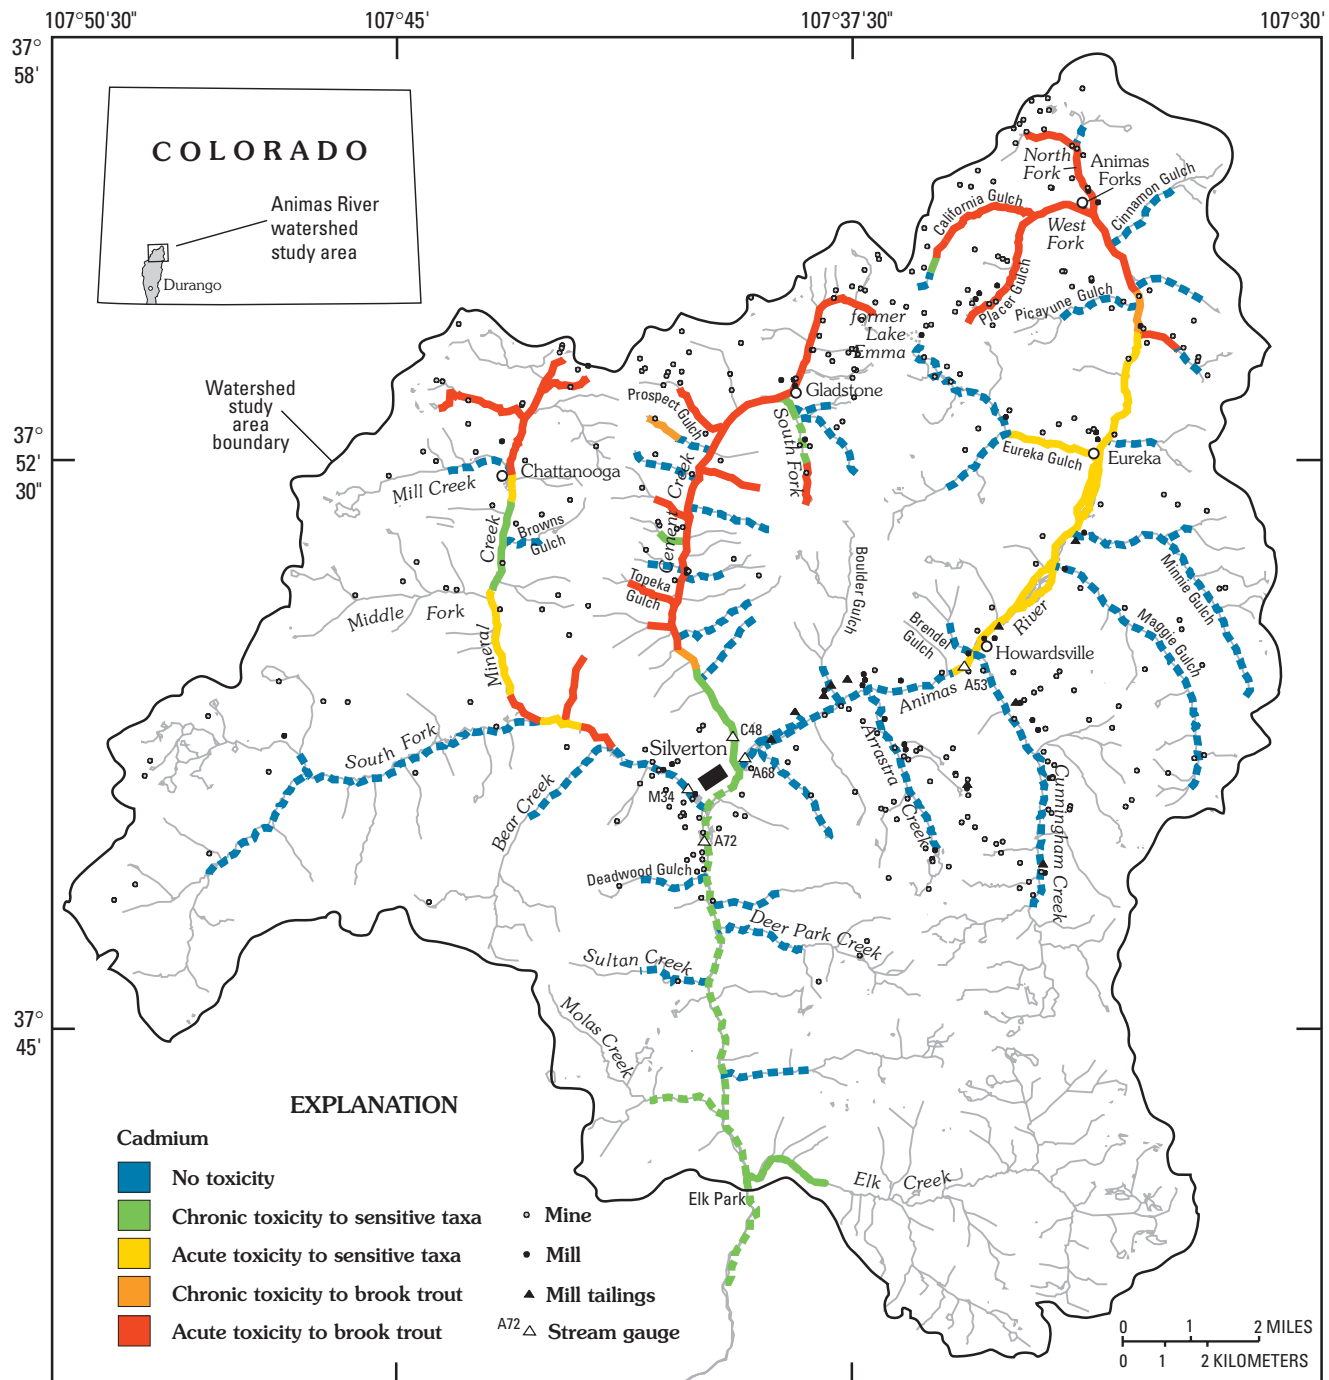 107°50'30"
107°45'
107°37'30"
107°30'
37°
58'
COLORADO
Animas River
watershed
study area
Durango
North
Fork
Animas
Forks
Cinnamon Gulch
California Gulch
West
Fork
Placer Gulch
Picayune Gulch
former
Lake
Emma
Watershed
study
area
boundary
Prospect
Gulch
Gladstone
South Fork
37°
52'
30"
Chattanooga
Mill Creek
Eureka Gulch
Eureka
Cement Creek
Browns
Gulch
Mineral Creek
Topeka
Gulch
Boulder Gulch
Minnie Gulch
Middle Fork
Maggie Gulch
Brendel
Gulch
Animas River
Howardsville
A53
South Fork
C48
Silverton
A68
M34
Arrastra Creek
Cunningham Creek
Bear Creek
A72
Deadwood Gulch
Deer Park Creek
Sultan Creek
Molas Creek
37°
45'
Elk Creek
Elk Park
EXPLANATION
Cadmium
No toxicity
Chronic toxicity to sensitive taxa
Acute toxicity to sensitive taxa
Chronic toxicity to brook trout
Acute toxicity to brook trout
Mine
Mill
Mill tailings
A72 Stream gauge
0 1 2 MILES
0 1 2 KILOMETERS